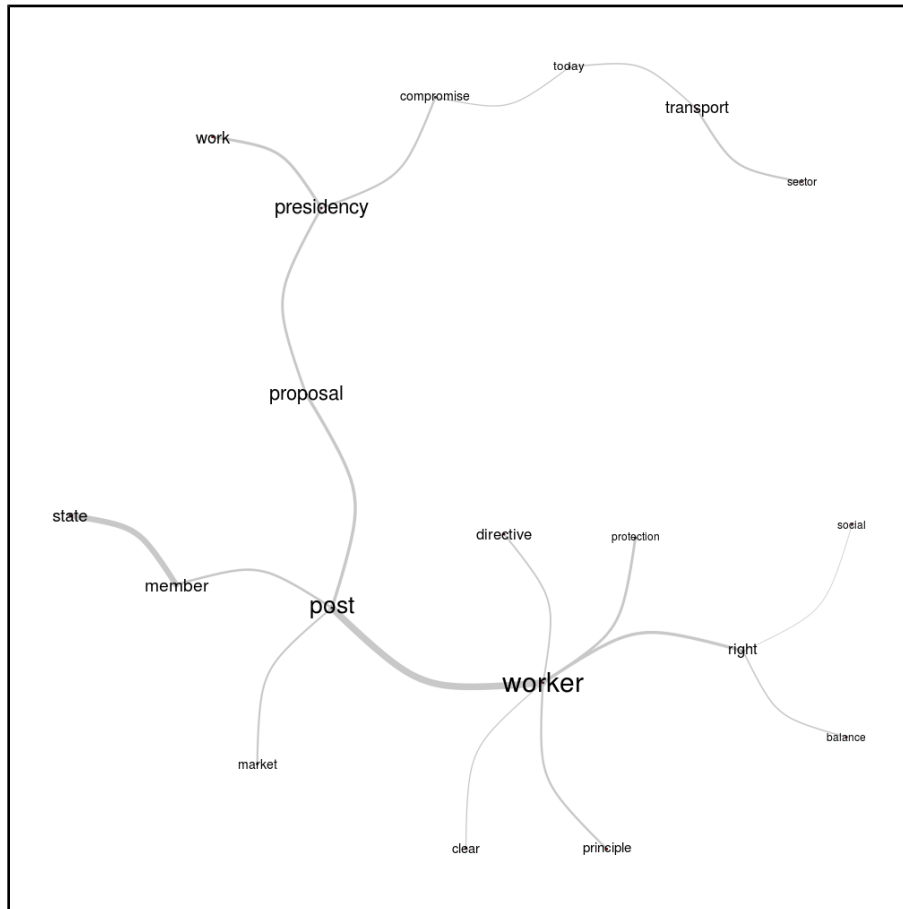 today
compromise
transport
work
sector
presidency
proposal
state
social
directive
protection
member
post
right
worker
balance
market
clear
principle